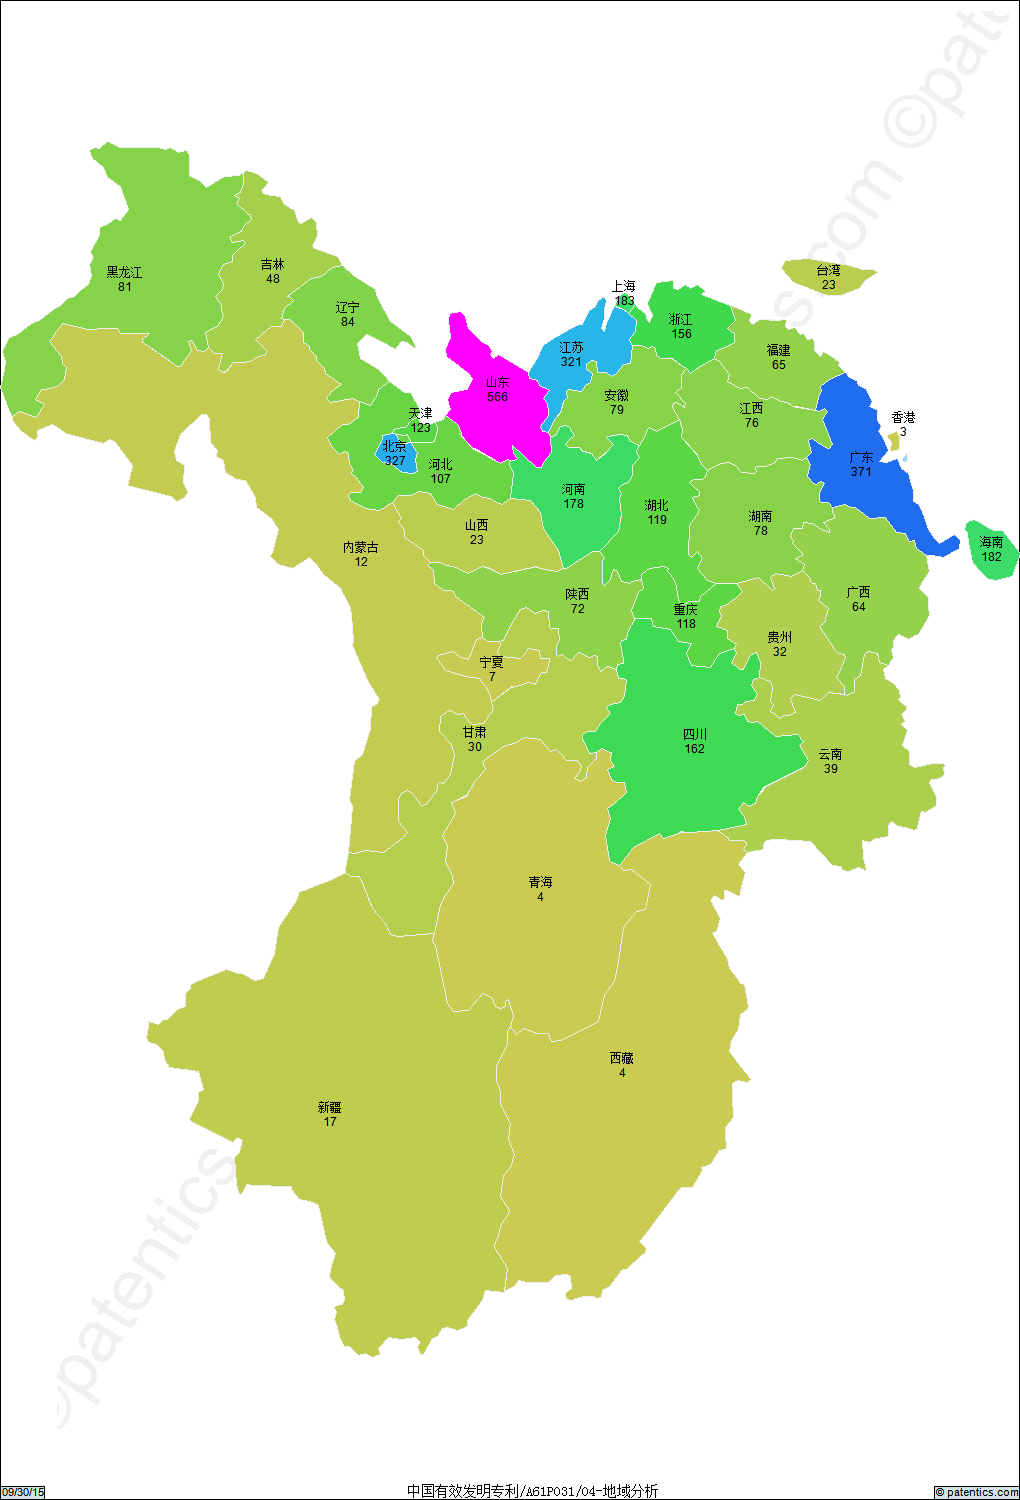 ©patentics.com ©pate
黑龙江
81
吉林
48
辽宁
84
台湾
23
上海
183
浙江
156
江苏
321
福建
65
山东
566
安徽
79
江西
76
天津
123
香港
3
北京
327
河北
107
广东
371
河南
178
湖北
119
湖南
78
山西
23
海南
182
内蒙古
12
陕西
72
广西
64
重庆
118
贵州
32
宁夏
7
甘肃
30
四川
162
云南
39
青海
4
西藏
4
新疆
17
09/30/15
中国有效发明专利/A61P031/04-地域分析
© patentics.com